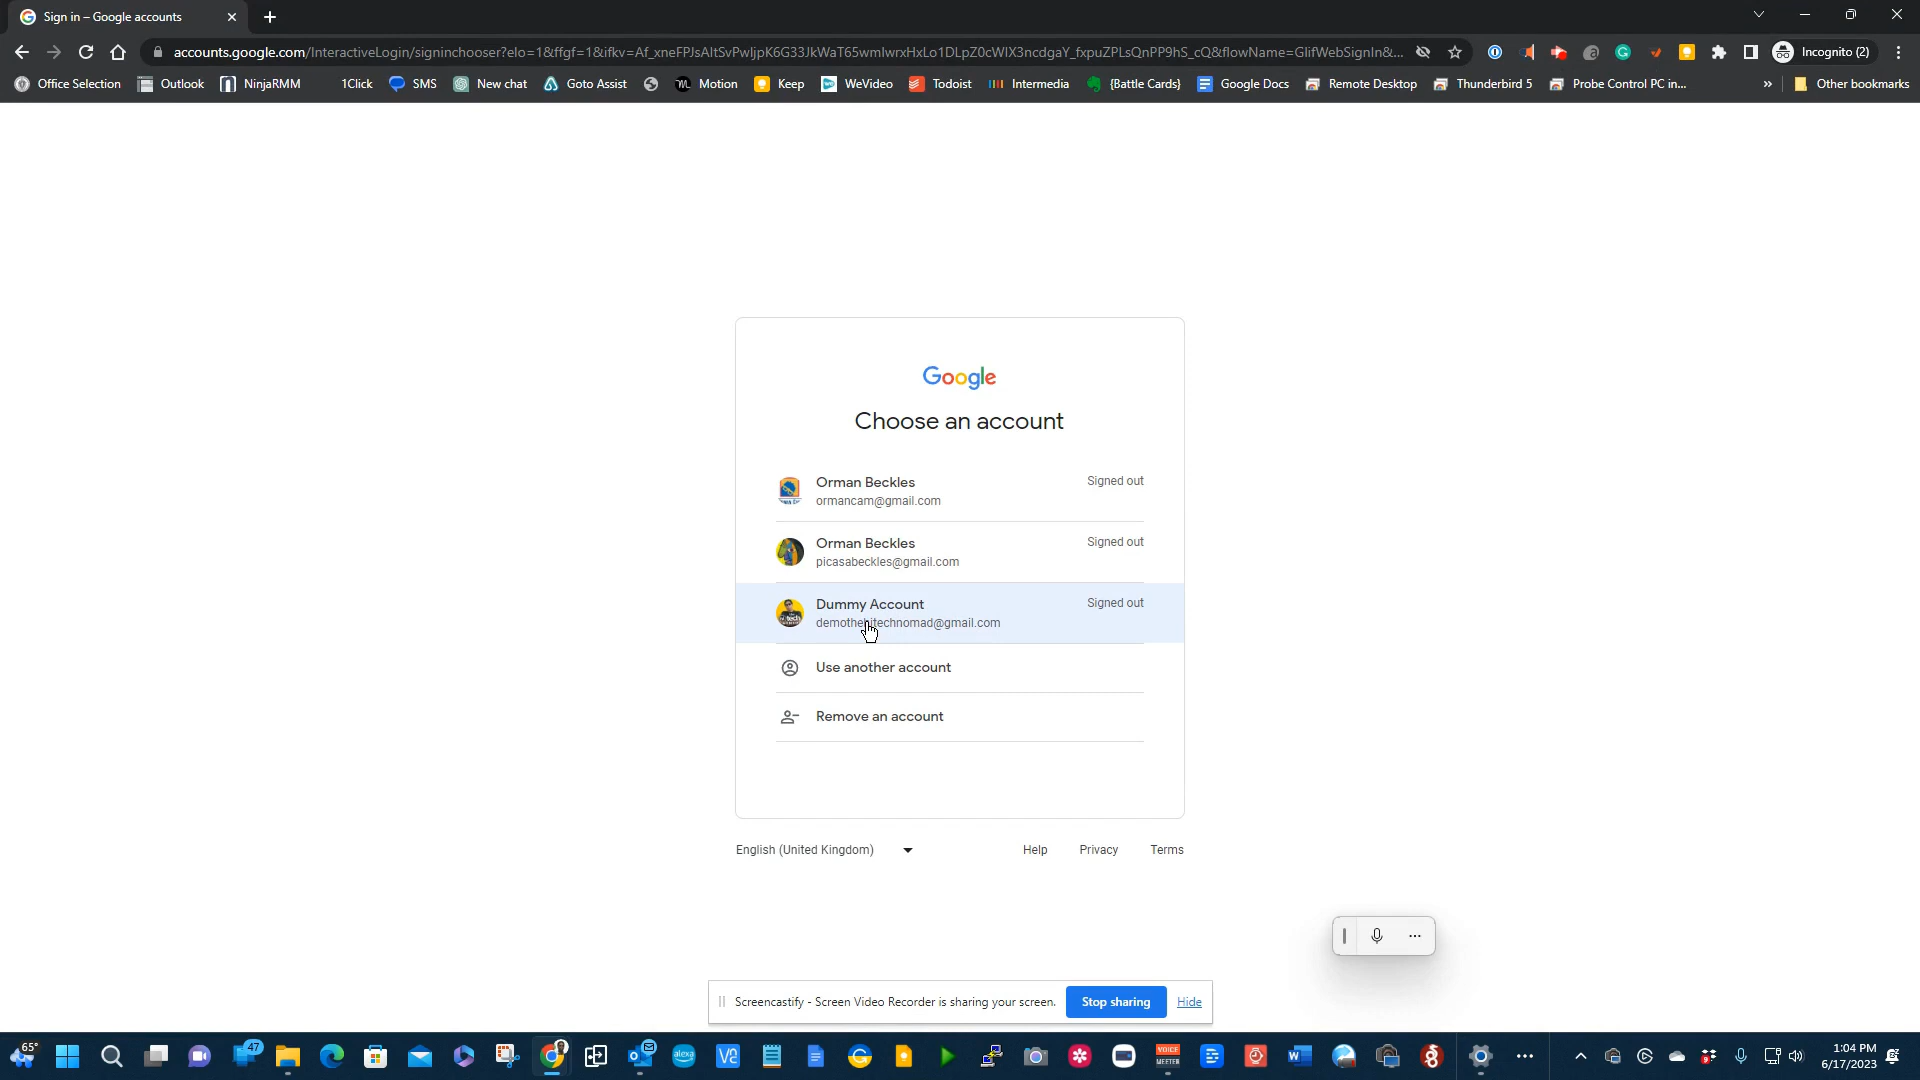 Sign in – Google accounts
accounts.google.com/InteractiveLogin/signinchooser?elo=1&ffgf=1&ifkv=
Incognito (2)
Office Selection
Outlook
NinjaRMM
1Click
SMS
New chat
Goto Assist
Motion
Keep
WeVideo
Todoist
Intermedia
{Battle Cards}
Google Docs
Remote Desktop
Thunderbird 5
Probe Control PC in...
»
Other bookmarks
Google
Choose an account
Orman Beckles
Signed out
ormancam@gmail.com
Orman Beckles
Signed out
picasabeckles@gmail.com
Dummy Account
Signed out
Use another account
Remove an account
English (United Kingdom)
Help
Privacy
Terms
Screencastify - Screen Video Recorder is sharing your screen.
Stop sharing
Hide
65°
47
alexa
VOICE
MEETER
1:04 PM
6/17/2023